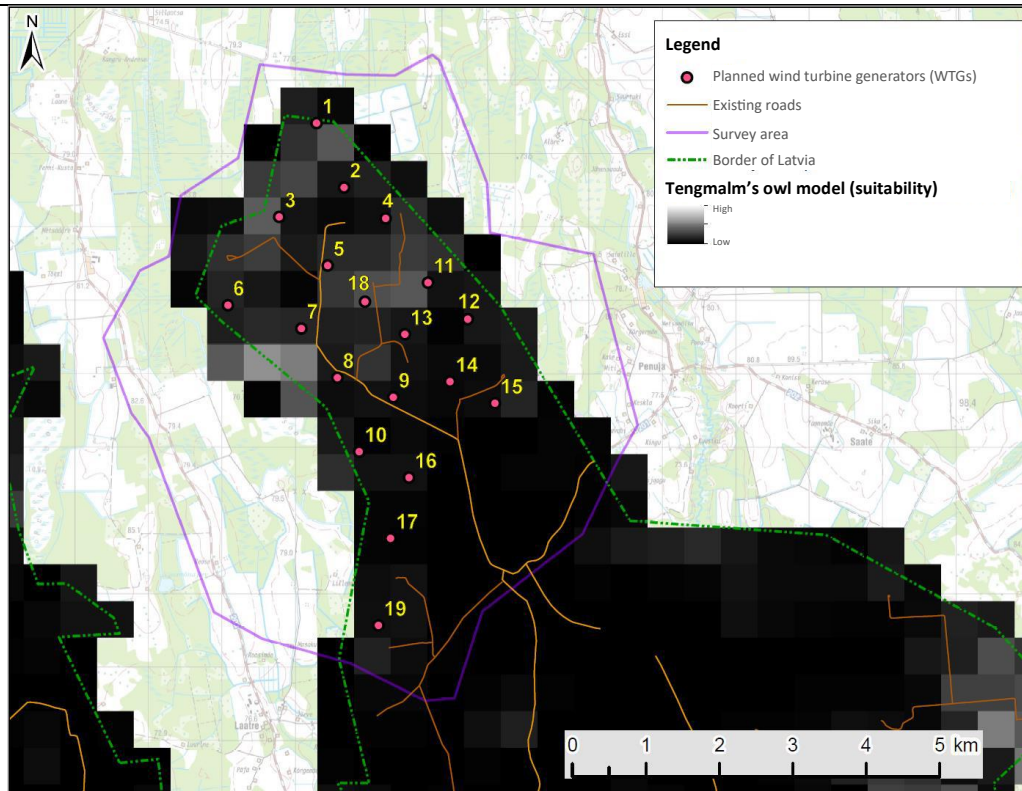 N
Legend
Planned wind turbine generators (WTGs)
Existing roads
Survey area
Border of Latvia
Tengmalm's owl model (suitability)
High
Low
1
2
3
4
5
6
7
8
9
10
11
12
13
14
15
16
17
18
19
Penuja
Saate
Laatre
0 1 2 3 4 5 km